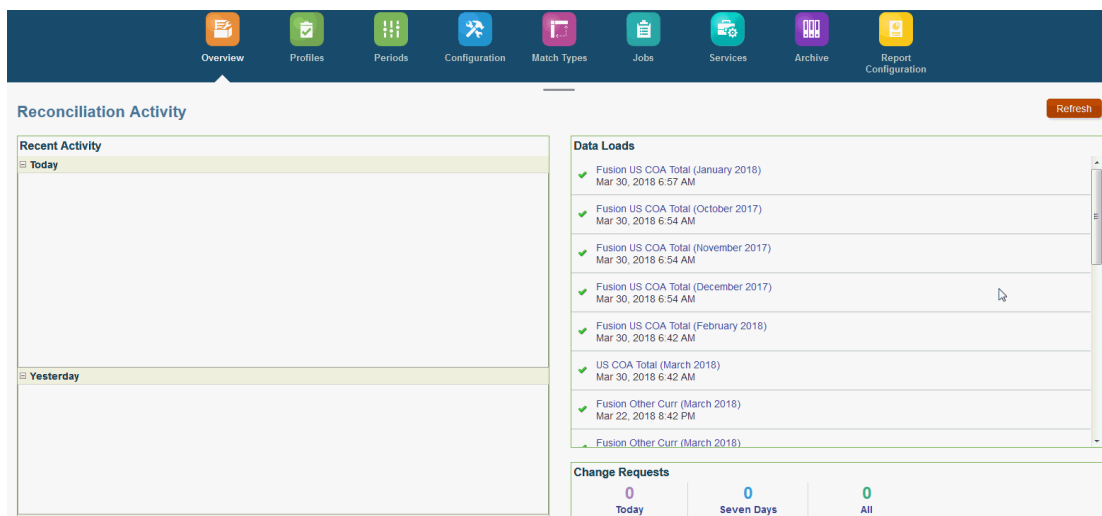 Overview
Profiles
Periods
Configuration
Match Types
Jobs
Services
Archive
Report
Configuration
Reconciliation Activity
Refresh
Recent Activity
Today
Yesterday
Data Loads
Fusion US COA Total (January 2018)
Mar 30, 2018 6:57 AM
Fusion US COA Total (October 2017)
Mar 30, 2018 6:54 AM
Fusion US COA Total (November 2017)
Mar 30, 2018 6:54 AM
Fusion US COA Total (December 2017)
Mar 30, 2018 6:54 AM
Fusion US COA Total (February 2018)
Mar 30, 2018 6:42 AM
US COA Total (March 2018)
Mar 30, 2018 6:42 AM
Fusion Other Curr (March 2018)
Mar 22, 2018 8:42 PM
Fusion Other Curr (March 2018)
Change Requests
0
Today
0
Seven Days
0
All